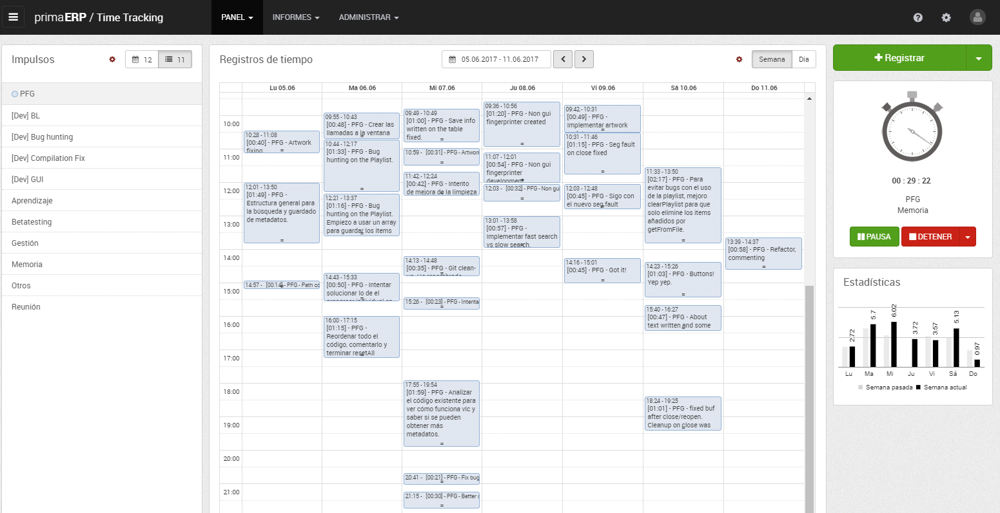 primaERP / Time Tracking
PANEL
INFORMES
ADMINISTRAR
Impulsos
12
11
PFG
[Dev] BL
[Dev] Bug hunting
[Dev] Compilation Fix
[Dev] GUI
Aprendizaje
Betatesting
Gestión
Memoria
Otros
Reunión
Registros de tiempo
05.06.2017 - 11.06.2017
Semana
Día
Lu 05.06
Ma 06.06
Mi 07.06
Ju 08.06
Vi 09.06
Sá 10.06
Do 11.06
10:00
11:00
12:00
13:00
14:00
15:00
16:00
17:00
18:00
19:00
20:00
21:00
10:28 - 11:08
[00:40] - PFG - Artwork
fixing
12:01 - 13:50
[01:49] - PFG -
Estructura general para
la búsqueda y guardado
de metadatos.
14:57 - [00:14] - PFG - Path co
09:55 - 10:43
[00:48] - PFG - Crear las
llamadas a la ventana
10:44 - 12:17
[01:33] - PFG - Bug
hunting on the Playlist.
12:21 - 13:37
[01:16] - PFG - Bug
hunting on the Playlist.
Empiezo a usar un array
para guardar los items
14:43 - 15:33
[00:50] - PFG - Intentar
solucionar lo de el
16:00 - 17:15
[01:15] - PFG -
Reordenar todo el
código, comentarlo y
terminar resetAll
09:49 - 10:49
[01:00] - PFG - Save info
written on the table
fixed.
10:59 - [00:31] - PFG - Artwork
11:42 - 12:24
[00:42] - PFG - Intento
de mejora de la limpieza
14:13 - 14:48
[00:35] - PFG - Git clean-
15:26 - [00:23] - PFG - Intenta
17:55 - 19:54
[01:59] - PFG - Analizar
el código existente para
ver cómo funciona vlc y
saber si se pueden
obtener más
metadatos.
20:41 - [00:21] - PFG - Fix bug
21:15 - [00:30] - PFG - Better
09:36 - 10:56
[01:20] - PFG - Non gui
fingerprinter created
11:07 - 12:01
[00:54] - PFG - Non gui
fingerprinter
development
12:03 - [00:32] - PFG - Non gui
13:01 - 13:58
[00:57] - PFG -
Implementar fast search
vs slow search.
09:42 - 10:31
[00:49] - PFG -
Implementar artwork
10:31 - 11:46
[01:15] - PFG - Seg fault
on close fixed
12:03 - 12:48
[00:45] - PFG - Sigo con
el nuevo seg fault
14:16 - 15:01
[00:45] - PFG - Got it!
11:33 - 13:50
[02:17] - PFG - Para
evitar bugs con el uso
de la playlist, mejoro
clearPlaylist para que
solo elimine los items
añadidos por
getFromFile.
14:23 - 15:26
[01:03] - PFG - Buttons!
Yep yep.
15:40 - 16:27
[00:47] - PFG - About
text written and some
18:24 - 19:25
[01:01] - PFG - fixed buf
after close/reopen.
Cleanup on close was
13:39 - 14:37
[00:58] - PFG - Refactor,
commenting
Registrar
00 : 29 : 22
PFG
Memoria
PAUSA
DETENER
Estadísticas
2.72
5.7
6.02
3.72
3.57
5.13
0.97
Lu
Ma
Mi
Ju
Vi
Sá
Do
Semana pasada
Semana actual